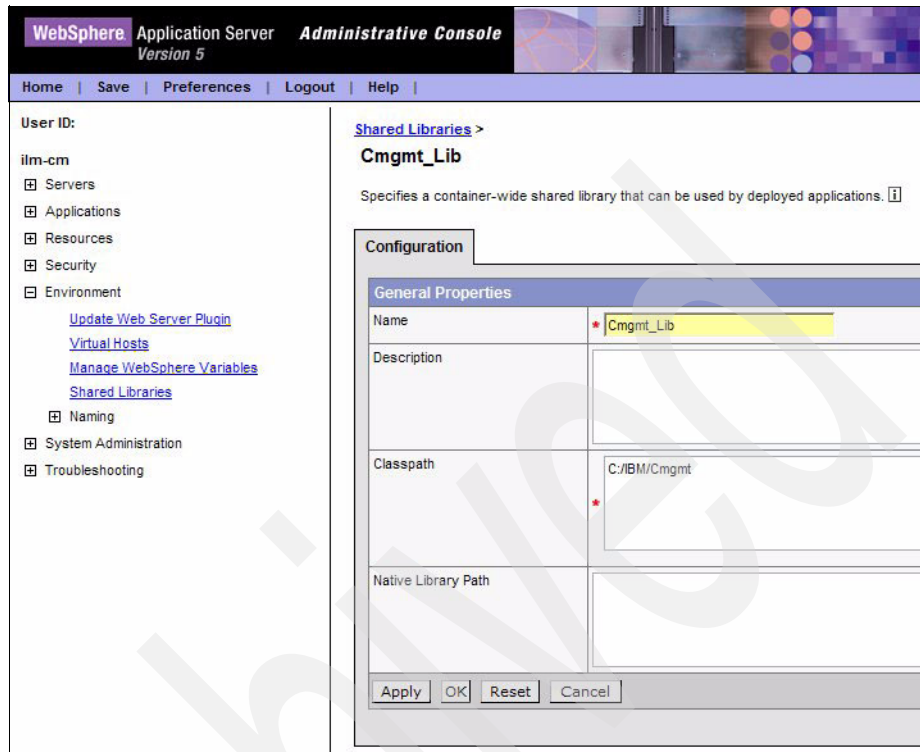 WebSphere Application Server Administrative Console
Version 5
Home | Save | Preferences | Logout | Help |
User ID:
ilm-cm
Servers
Applications
Resources
Security
Environment
Update Web Server Plugin
Virtual Hosts
Manage WebSphere Variables
Shared Libraries
Naming
System Administration
Troubleshooting
Shared Libraries >
Cmgmt_Lib
Specifies a container-wide shared library that can be used by deployed applications. i
Configuration
General Properties
Name * Cmgmt_Lib
Description
Classpath C:/IBM/Cmgmt
*
Native Library Path
Apply OK Reset Cancel
hived